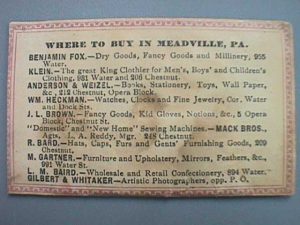 WHERE TO BUY IN MEADVILLE, PA.
BENJAMIN FOX.—Dry Goods, Fancy Goods and Millinery, 955
Water.
KLEIN.—The great King Clothier for Men's, Boys' and Children's
Clothing, 981 Water and 206 Chestnut.
ANDERSON & WEIZEL.—Books, Stationery, Toys, Wall Paper,
&c., 212 Chestnut, Opera Block.
WM. HECKMAN.—Watches, Clocks and Fine Jewelry, Cor. Water
and Dock Sts.
J. L. BROWN.—Fancy Goods, Kid Gloves, Notions, &c., 5 Opera
Block, Chestnut St.
"Domestic" and "New Home" Sewing Machines.—MACK BROS.,
Agts. L. A. Reddy, Mgr. 248 Chestnut.
R. BARD.—Hats, Caps, Furs and Gents' Furnishing Goods, 209
Chestnut.
M. GARTNER.—Furniture and Upholstery, Mirrors, Feathers, &c.,
991 Water St.
L. M. BAIRD.—Wholesale and Retail Confectionery, 894 Water.
GILBERT & WHITAKER—Artistic Photographers, opp. P. O.